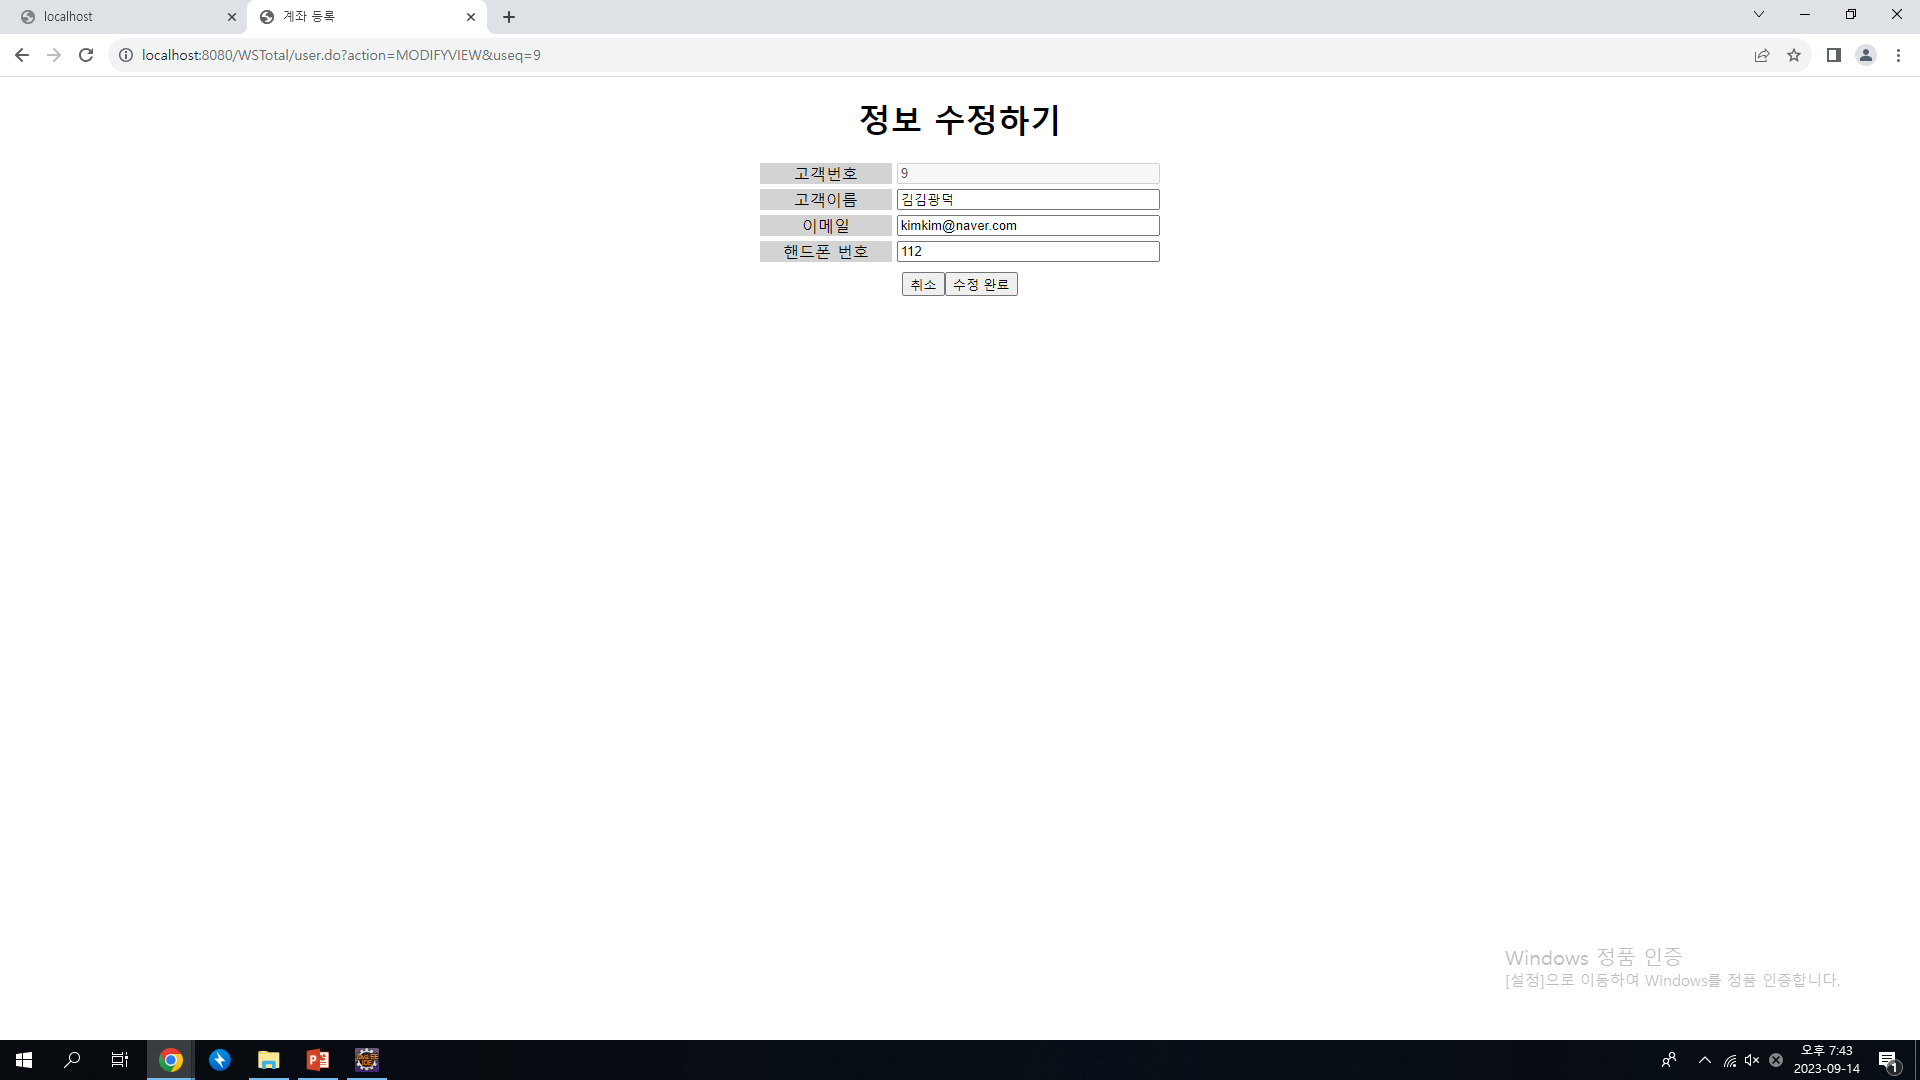 localhost
계좌 등록
localhost:8080/WSTotal/user.do?action=MODIFYVIEW&useq=9
정보 수정하기
고객번호 9
고객이름 김김광덕
이메일 kimkim@naver.com
핸드폰 번호 112
취소 수정 완료
Windows 정품 인증
[설정]으로 이동하여 Windows를 정품 인증합니다.
오후 7:43
2023-09-14
1